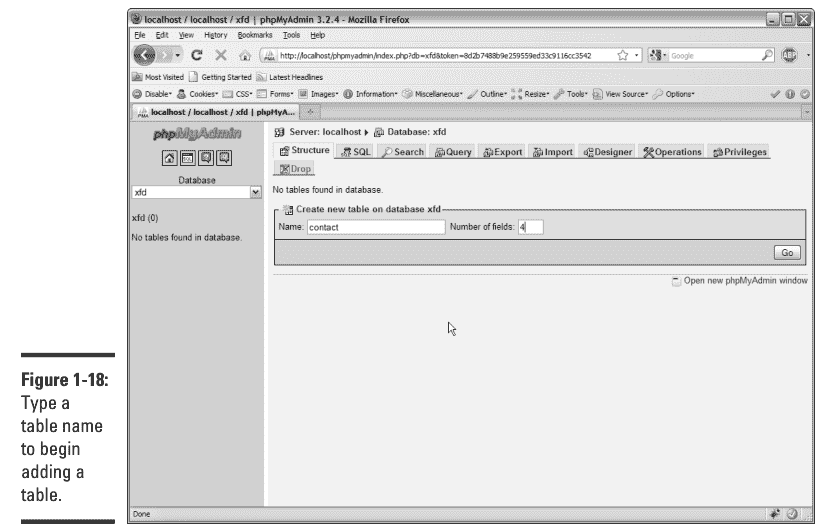 localhost / localhost / xfd | phpMyAdmin 3.2.4 - Mozilla Firefox
File Edit View History Bookmarks Tools Help
http://localhost/phpmyadmin/index.php?db=xfd&token=8d2b7488b9e259559ed33c9116cc3542
Google
Most Visited Getting Started Latest Headlines
Disable Cookies CSS Forms Images Information Miscellaneous Outline Resize Tools View Source Options
localhost / localhost / xfd | phpMyA...
phpMyAdmin
Server: localhost Database: xfd
Structure SQL Search Query Export Import Designer Operations Privileges
Drop
Database
xfd
No tables found in database.
xfd (0)
Create new table on database xfd
Name: contact Number of fields: 4
No tables found in database.
Go
Open new phpMyAdmin window
Figure 1-18:
Type a
table name
to begin
adding a
table.
Done